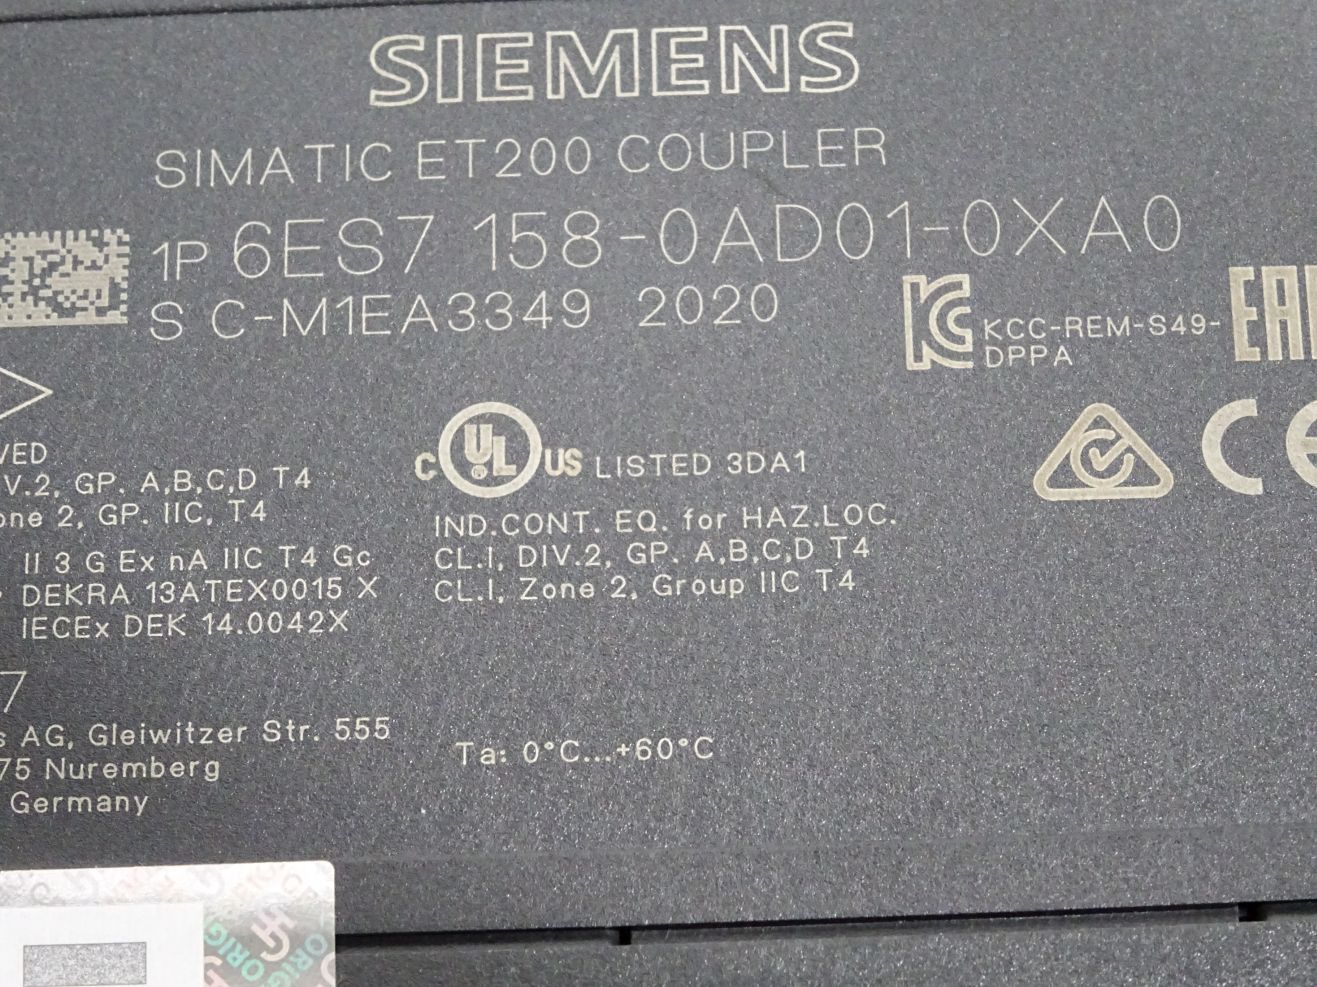 SIEMENS
SIMATIC ET200 COUPLER
1P 6ES7 158-0AD01-0XA0
S C-M1EA3349 2020
KCC-REM-S49-
DPPA
EAC
CE
C UL US LISTED 3DA1
IND.CONT. EQ. for HAZ.LOC.
CL.I, DIV.2, GP. A,B,C,D T4
CL.I, Zone 2, Group IIC T4
VED
V.2, GP. A,B,C,D T4
one 2, GP. IIC, T4
II 3 G Ex nA IIC T4 Gc
DEKRA 13ATEX0015 X
IECEx DEK 14.0042X
7
s AG, Gleiwitzer Str. 555
75 Nuremberg
Germany
Ta: 0°C...+60°C